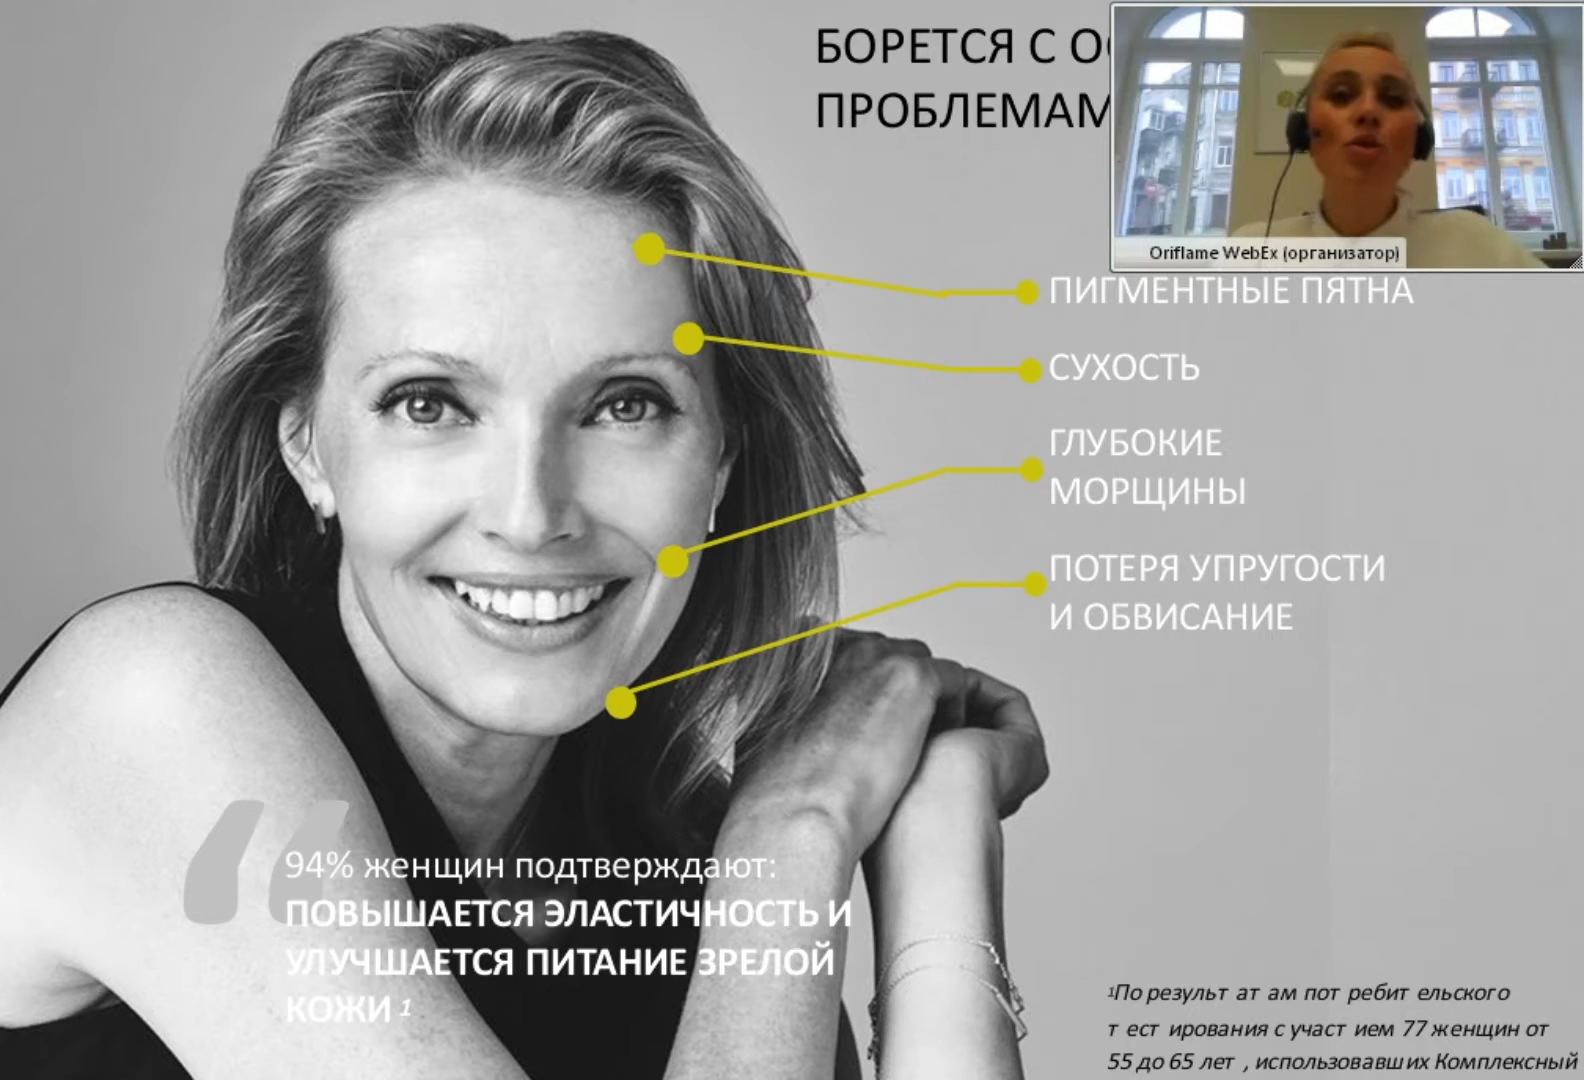 БОРЕТСЯ С
ПРОБЛЕМАМ
Oriflame WebEx (организатор)
ПИГМЕНТНЫЕ ПЯТНА
СУХОСТЬ
ГЛУБОКИЕ
МОРЩИНЫ
ПОТЕРЯ УПРУГОСТИ
И ОБВИСАНИЕ
94% женщин подтверждают:
ПОВЫШАЕТСЯ ЭЛАСТИЧНОСТЬ И
УЛУЧШАЕТСЯ ПИТАНИЕ ЗРЕЛОЙ
КОЖИ 1
1По результ ат ам пот ребит ельского
т ест ирования с участ ием 77 женщин от
55 до 65 лет , использовавших Комплексный